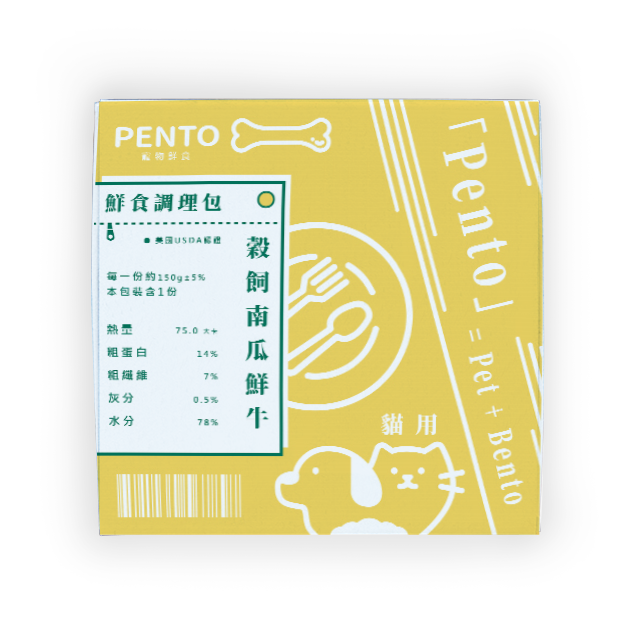 PENTO
寵物鮮食
鮮食調理包
● 美國USDA認證
穀飼南瓜鮮牛
每一份約150g±5%
本包裝含1份
熱量 75.0 大卡
粗蛋白 14%
粗纖維 7%
灰分 0.5%
水分 78%
貓用
「Pento」= Pet + Bento